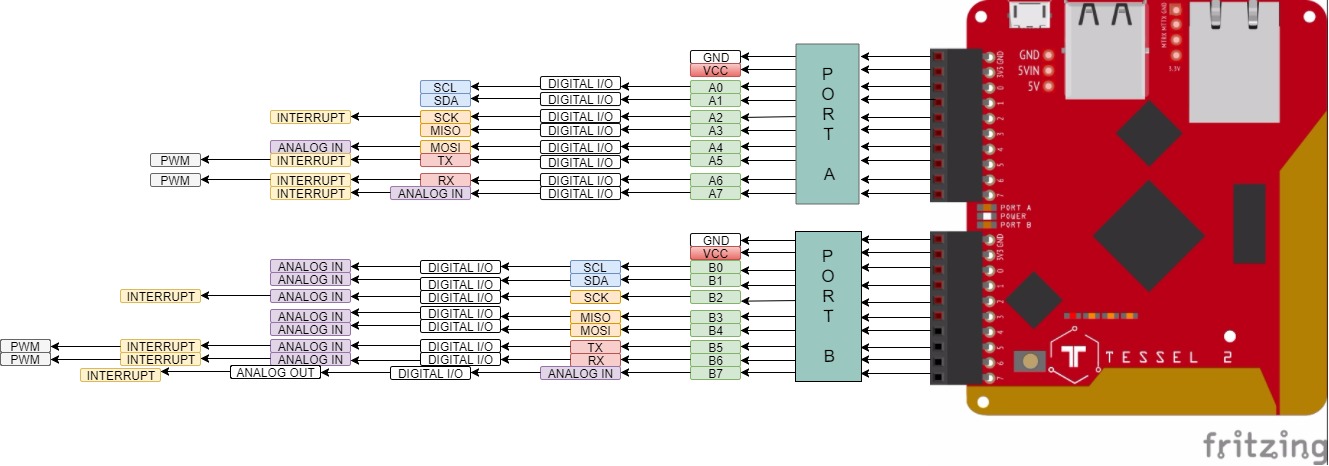 GND
VCC
SCL DIGITAL I/O A0
SDA DIGITAL I/O A1
INTERRUPT SCK DIGITAL I/O A2
MISO DIGITAL I/O A3
ANALOG IN MOSI DIGITAL I/O A4
PWM INTERRUPT TX DIGITAL I/O A5
PWM INTERRUPT RX DIGITAL I/O A6
INTERRUPT ANALOG IN DIGITAL I/O A7
PORT A
GND
VCC
ANALOG IN DIGITAL I/O SCL B0
ANALOG IN DIGITAL I/O SDA B1
INTERRUPT ANALOG IN DIGITAL I/O SCK B2
ANALOG IN DIGITAL I/O MISO B3
ANALOG IN DIGITAL I/O MOSI B4
PWM INTERRUPT ANALOG IN DIGITAL I/O TX B5
PWM INTERRUPT ANALOG IN DIGITAL I/O RX B6
INTERRUPT ANALOG OUT DIGITAL I/O ANALOG IN B7
PORT B
GND
3V3
0
1
2
3
4
5
6
7
PORT A
POWER
PORT B
GND
3V3
0
1
2
3
4
5
6
7
GND
5VIN
5V
GND
MTTX
MTRX
3.3V
TESSEL 2
fritzing